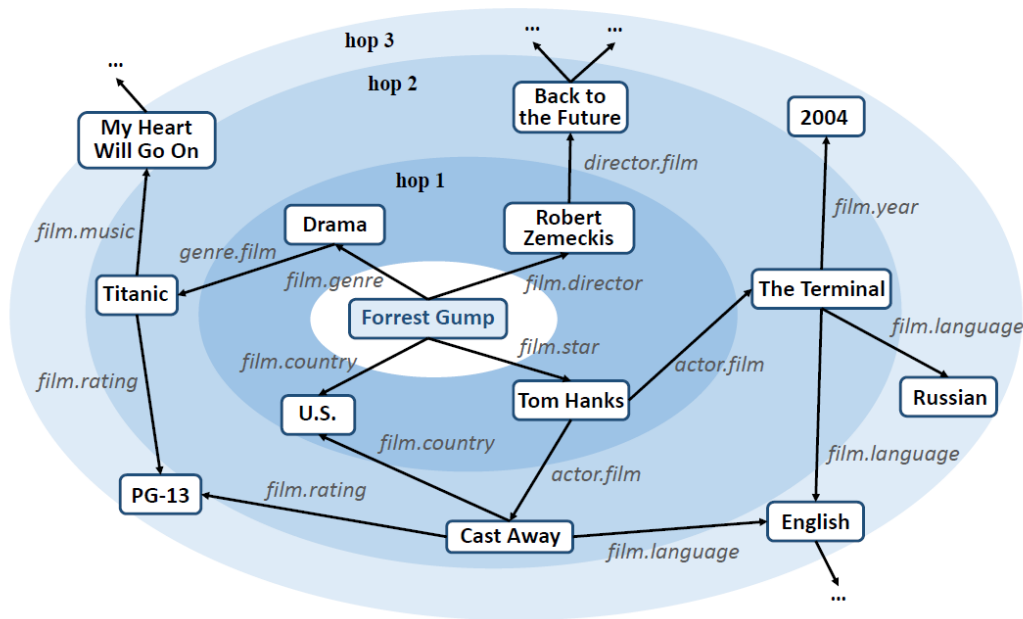 ...
...
...
hop 3
hop 2
hop 1
My Heart
Will Go On
Back to
the Future
2004
director.film
film.music
Drama
Robert
Zemeckis
film.year
genre.film
film.genre
film.director
Titanic
The Terminal
Forrest Gump
film.language
film.country
film.star
actor.film
film.rating
U.S.
Tom Hanks
Russian
film.country
film.language
actor.film
PG-13
film.rating
English
Cast Away
film.language
...